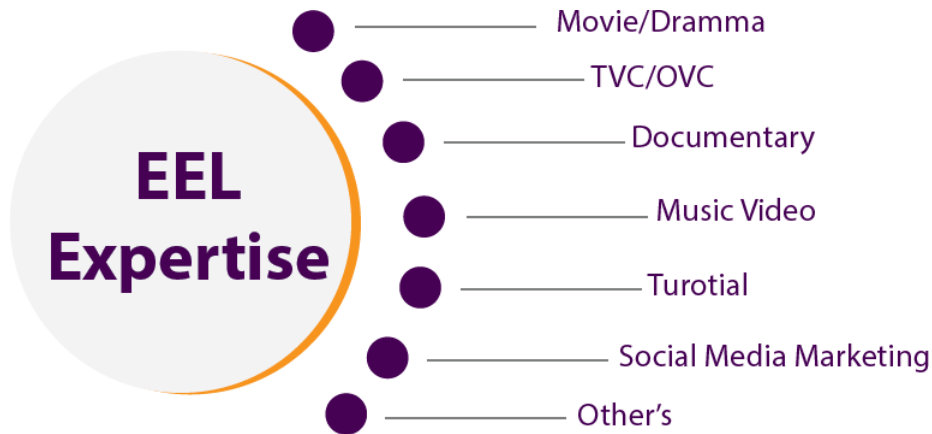 EEL
Expertise
Movie/Dramma
TVC/OVC
Documentary
Music Video
Turotial
Social Media Marketing
Other's